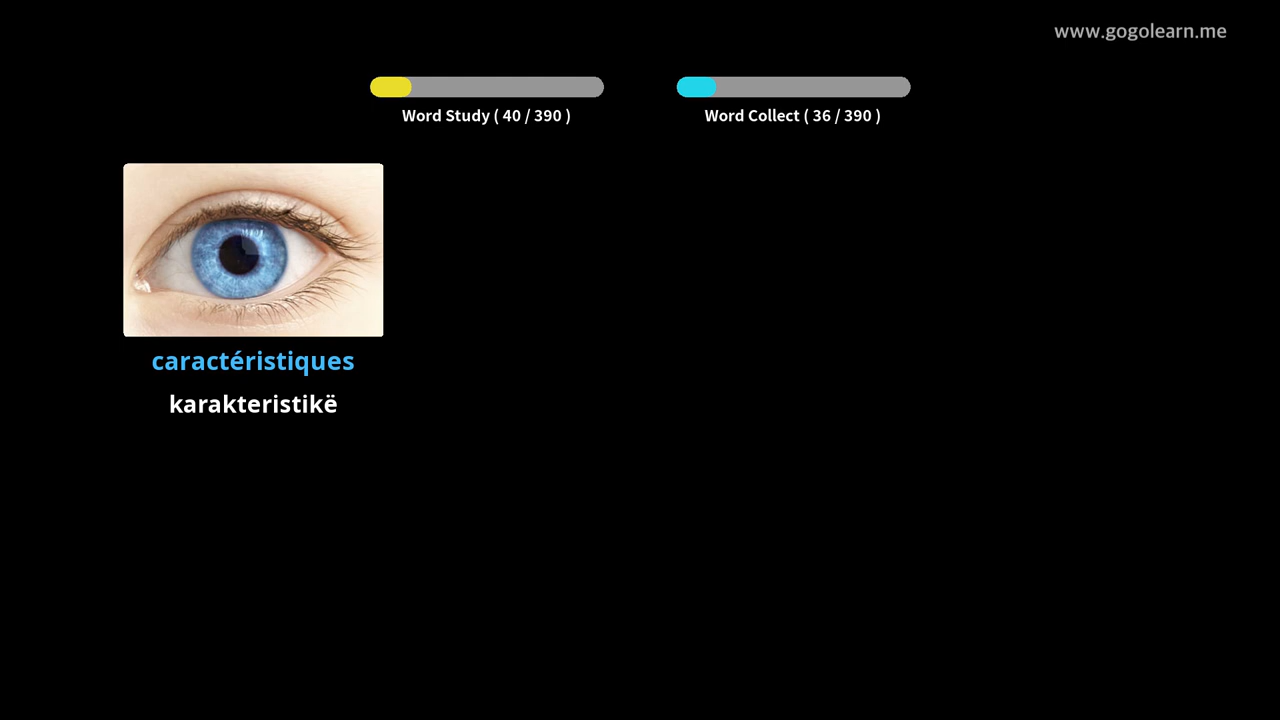 www.gogolearn.me
Word Study ( 40 / 390 )
Word Collect ( 36 / 390 )
caractéristiques
karakteristikë